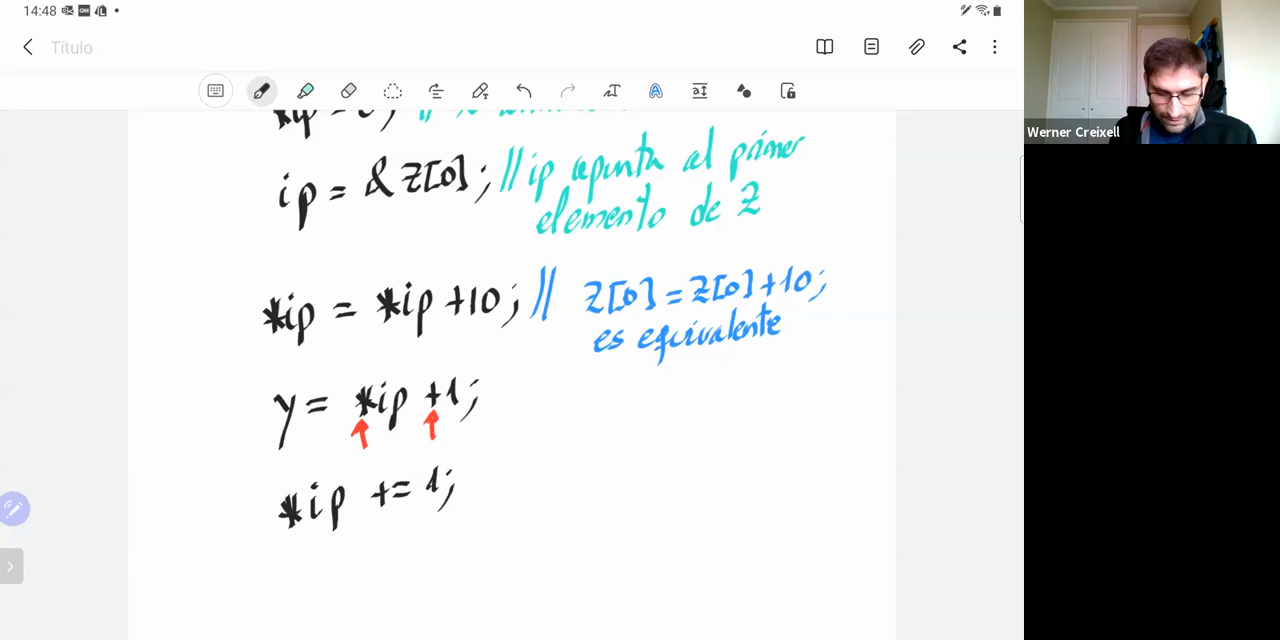 14:48
Título
ip = &Z[0]; // ip apunta al primer
elemento de Z
*ip = *ip +10; // Z[0] = Z[0]+10;
es equivalente
y = *ip +1;
*ip += 1;
Werner Creixell